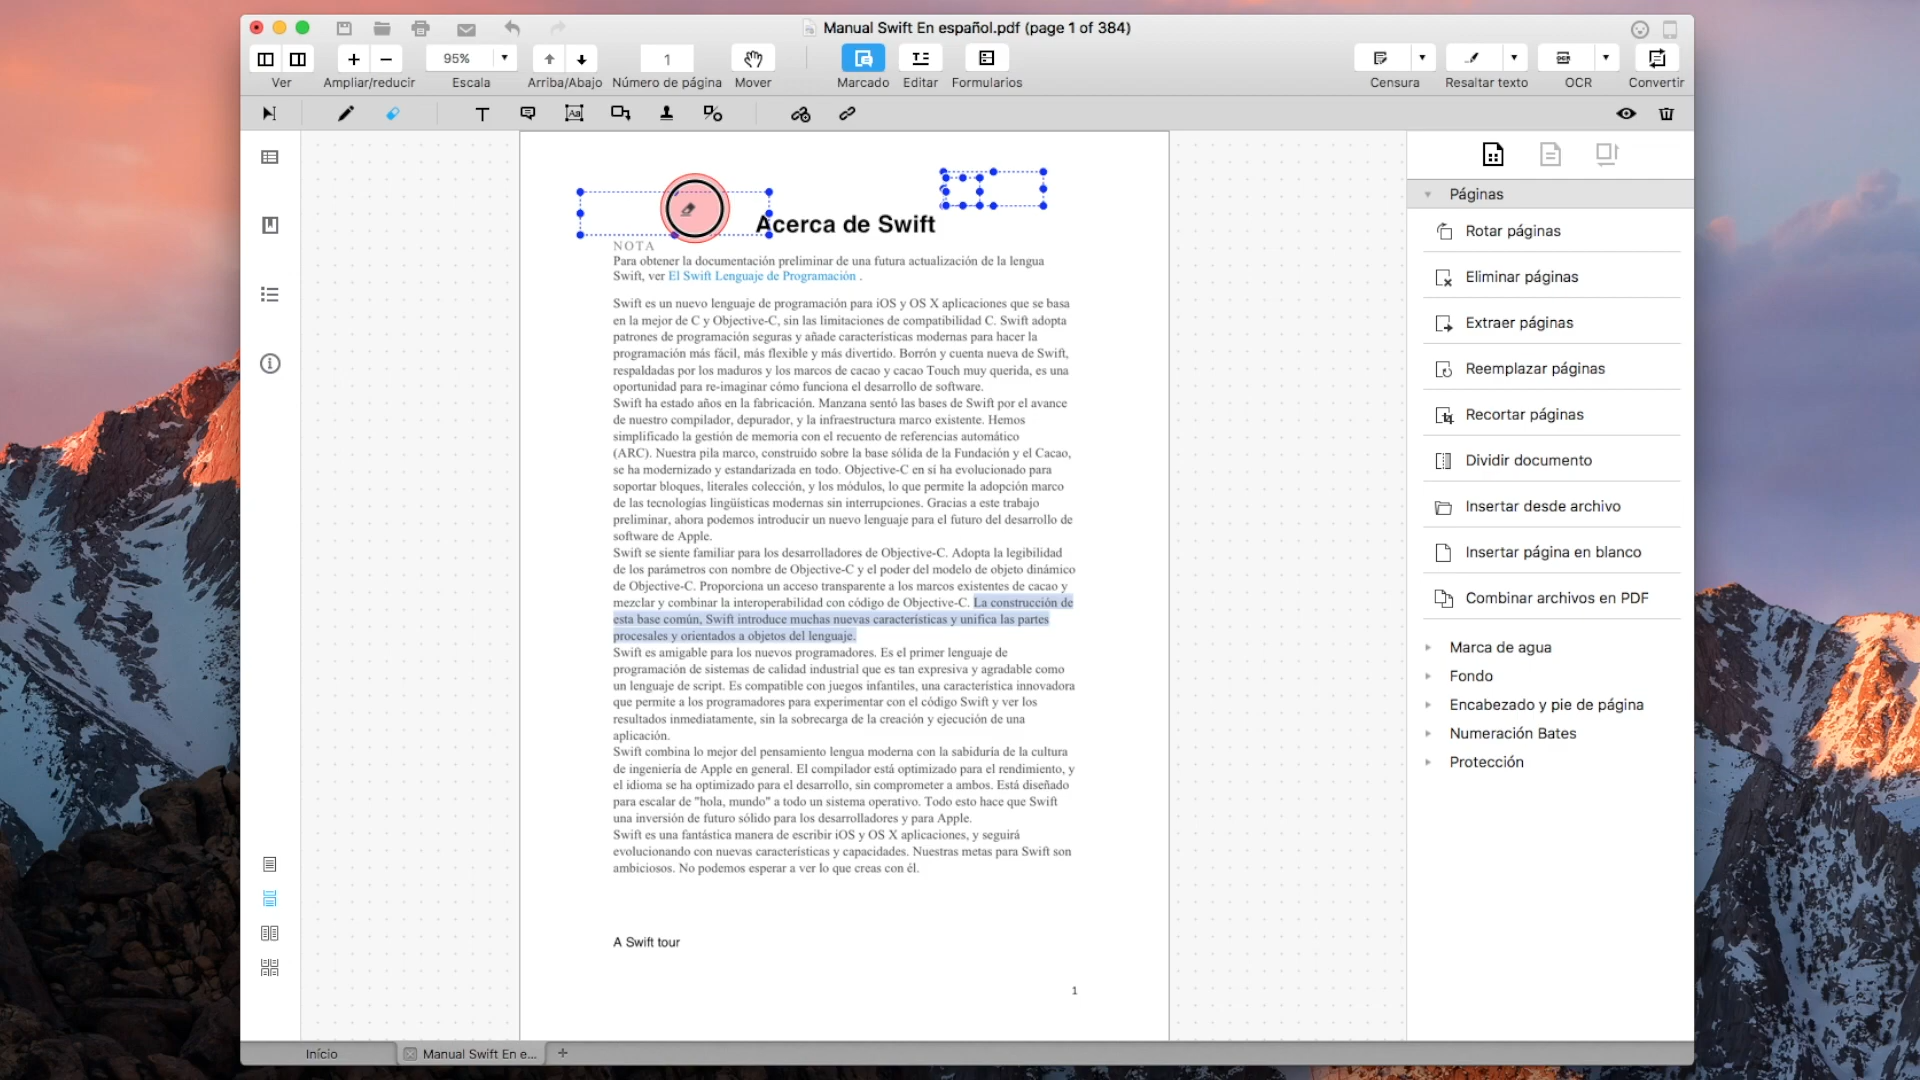 Manual Swift En español.pdf (page 1 of 384)
95%
1
Ver
Ampliar/reducir
Escala
Arriba/Abajo
Número de página
Mover
Marcado
Editar
Formularios
Censura
Resaltar texto
OCR
OCR
Convertir
T
Aa
Acerca de Swift
NOTA
Para obtener la documentación preliminar de una futura actualización de la lengua
Swift, ver El Swift Lenguaje de Programación .
Swift es un nuevo lenguaje de programación para iOS y OS X aplicaciones que se basa
en la mejor de C y Objective-C, sin las limitaciones de compatibilidad C. Swift adopta
patrones de programación seguras y añade características modernas para hacer la
programación más fácil, más flexible y más divertido. Borrón y cuenta nueva de Swift,
respaldadas por los maduros y los marcos de cacao y cacao Touch muy querida, es una
oportunidad para re-imaginar cómo funciona el desarrollo de software.
Swift ha estado años en la fabricación. Manzana sentó las bases de Swift por el avance
de nuestro compilador, depurador, y la infraestructura marco existente. Hemos
simplificado la gestión de memoria con el recuento de referencias automático
(ARC). Nuestra pila marco, construido sobre la base sólida de la Fundación y el Cacao,
se ha modernizado y estandarizada en todo. Objective-C en sí ha evolucionado para
soportar bloques, literales colección, y los módulos, lo que permite la adopción marco
de las tecnologías lingüísticas modernas sin interrupciones. Gracias a este trabajo
preliminar, ahora podemos introducir un nuevo lenguaje para el futuro del desarrollo de
software de Apple.
Swift se siente familiar para los desarrolladores de Objective-C. Adopta la legibilidad
de los parámetros con nombre de Objective-C y el poder del modelo de objeto dinámico
de Objective-C. Proporciona un acceso transparente a los marcos existentes de cacao y
mezclar y combinar la interoperabilidad con código de Objective-C. La construcción de
esta base común, Swift introduce muchas nuevas características y unifica las partes
procesales y orientados a objetos del lenguaje.
Swift es amigable para los nuevos programadores. Es el primer lenguaje de
programación de sistemas de calidad industrial que es tan expresiva y agradable como
un lenguaje de script. Es compatible con juegos infantiles, una característica innovadora
que permite a los programadores para experimentar con el código Swift y ver los
resultados inmediatamente, sin la sobrecarga de la creación y ejecución de una
aplicación.
Swift combina lo mejor del pensamiento lengua moderna con la sabiduría de la cultura
de ingeniería de Apple en general. El compilador está optimizado para el rendimiento, y
el idioma se ha optimizado para el desarrollo, sin comprometer a ambos. Está diseñado
para escalar de "hola, mundo" a todo un sistema operativo. Todo esto hace que Swift
una inversión de futuro sólido para los desarrolladores y para Apple.
Swift es una fantástica manera de escribir iOS y OS X aplicaciones, y seguirá
evolucionando con nuevas características y capacidades. Nuestras metas para Swift son
ambiciosos. No podemos esperar a ver lo que creas con él.
A Swift tour
1
Páginas
Rotar páginas
Eliminar páginas
Extraer páginas
Reemplazar páginas
Recortar páginas
Dividir documento
Insertar desde archivo
Insertar página en blanco
Combinar archivos en PDF
Marca de agua
Fondo
Encabezado y pie de página
Numeración Bates
Protección
Início
Manual Swift En e...